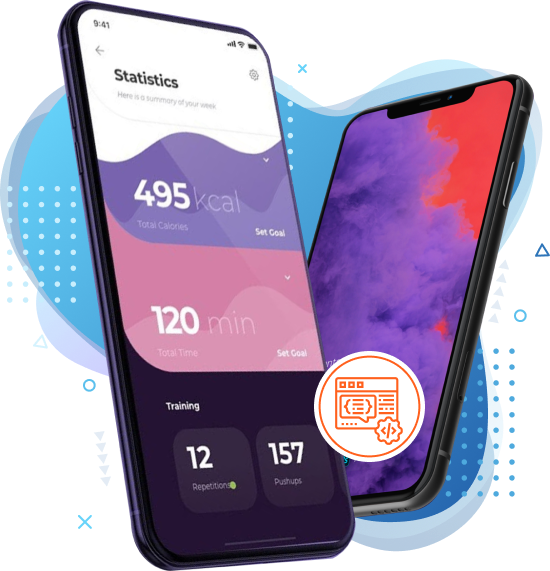 9:41
Statistics
Here is a summary of your week
495 kcal
Total Calories
Set Goal
120 min
Total Time
Set Goal
Training
12
Repetitions
157
Pushups